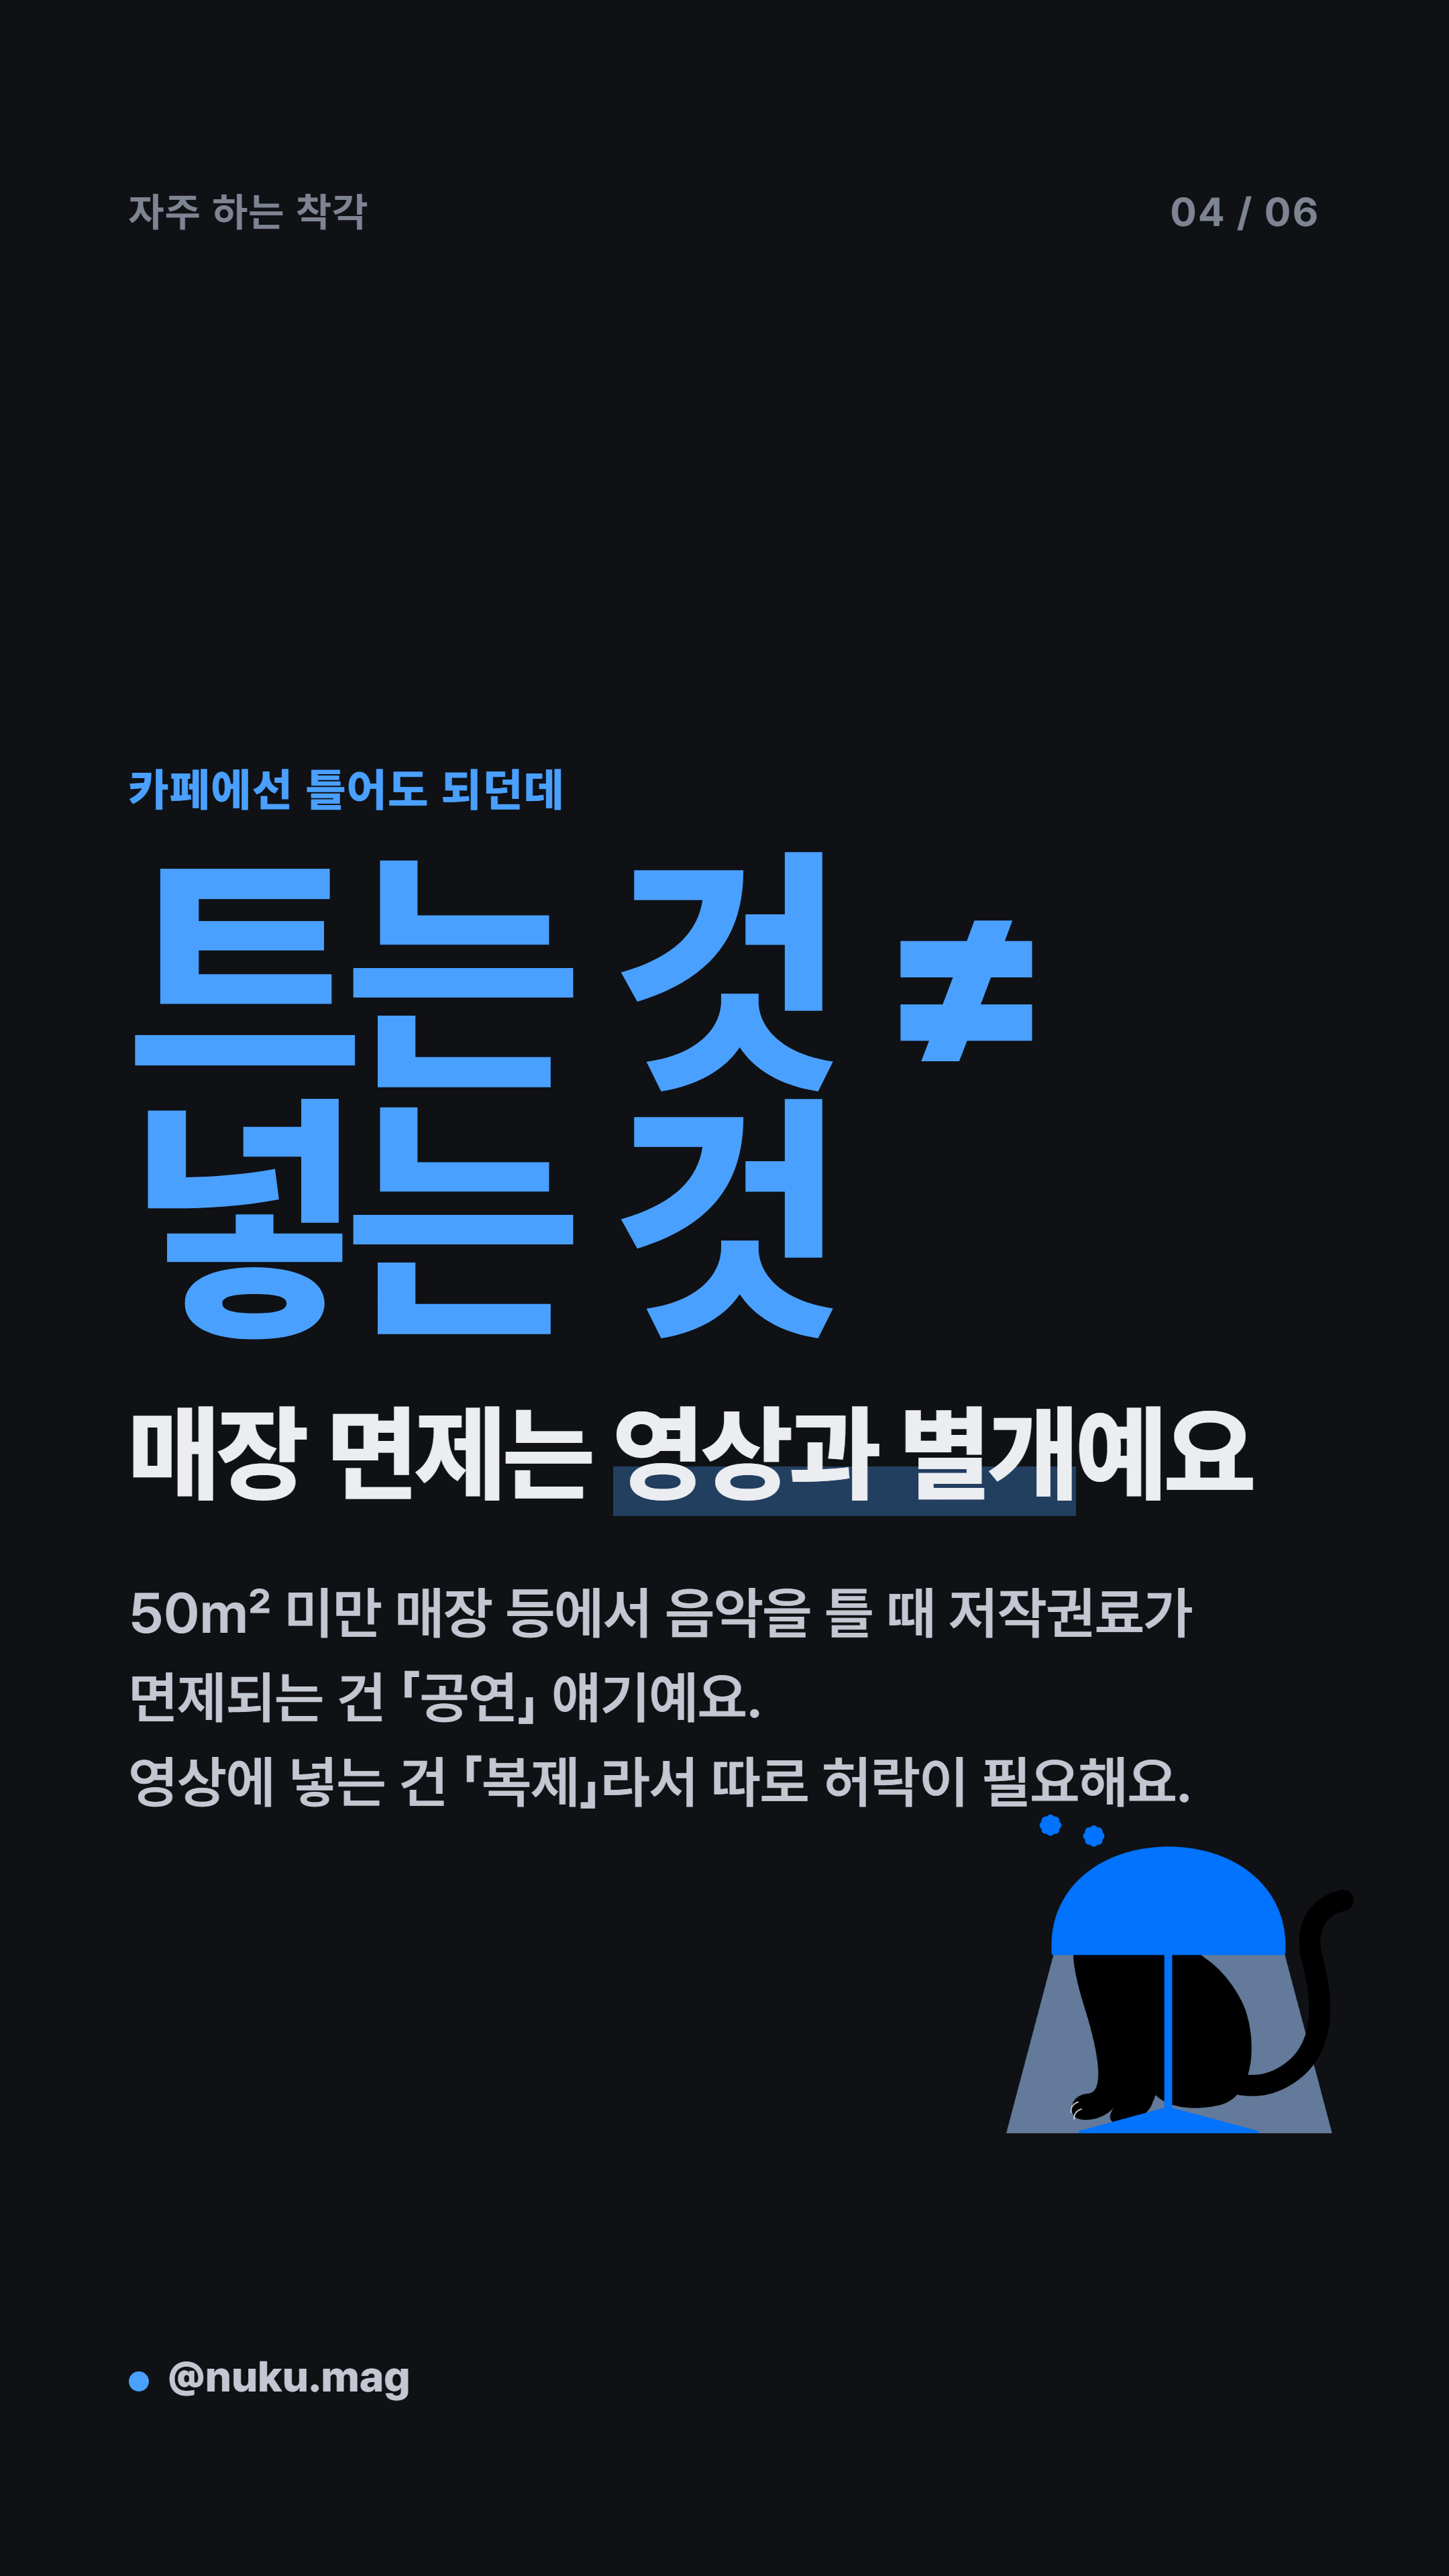 자주 하는 착각
04 / 06
카페에선 틀어도 되던데
트는 것 ≠
넣는 것
매장 면제는 영상과 별개예요
50m² 미만 매장 등에서 음악을 틀 때 저작권료가
면제되는 건 「공연」 얘기예요.
영상에 넣는 건 「복제」라서 따로 허락이 필요해요.
@nuku.mag